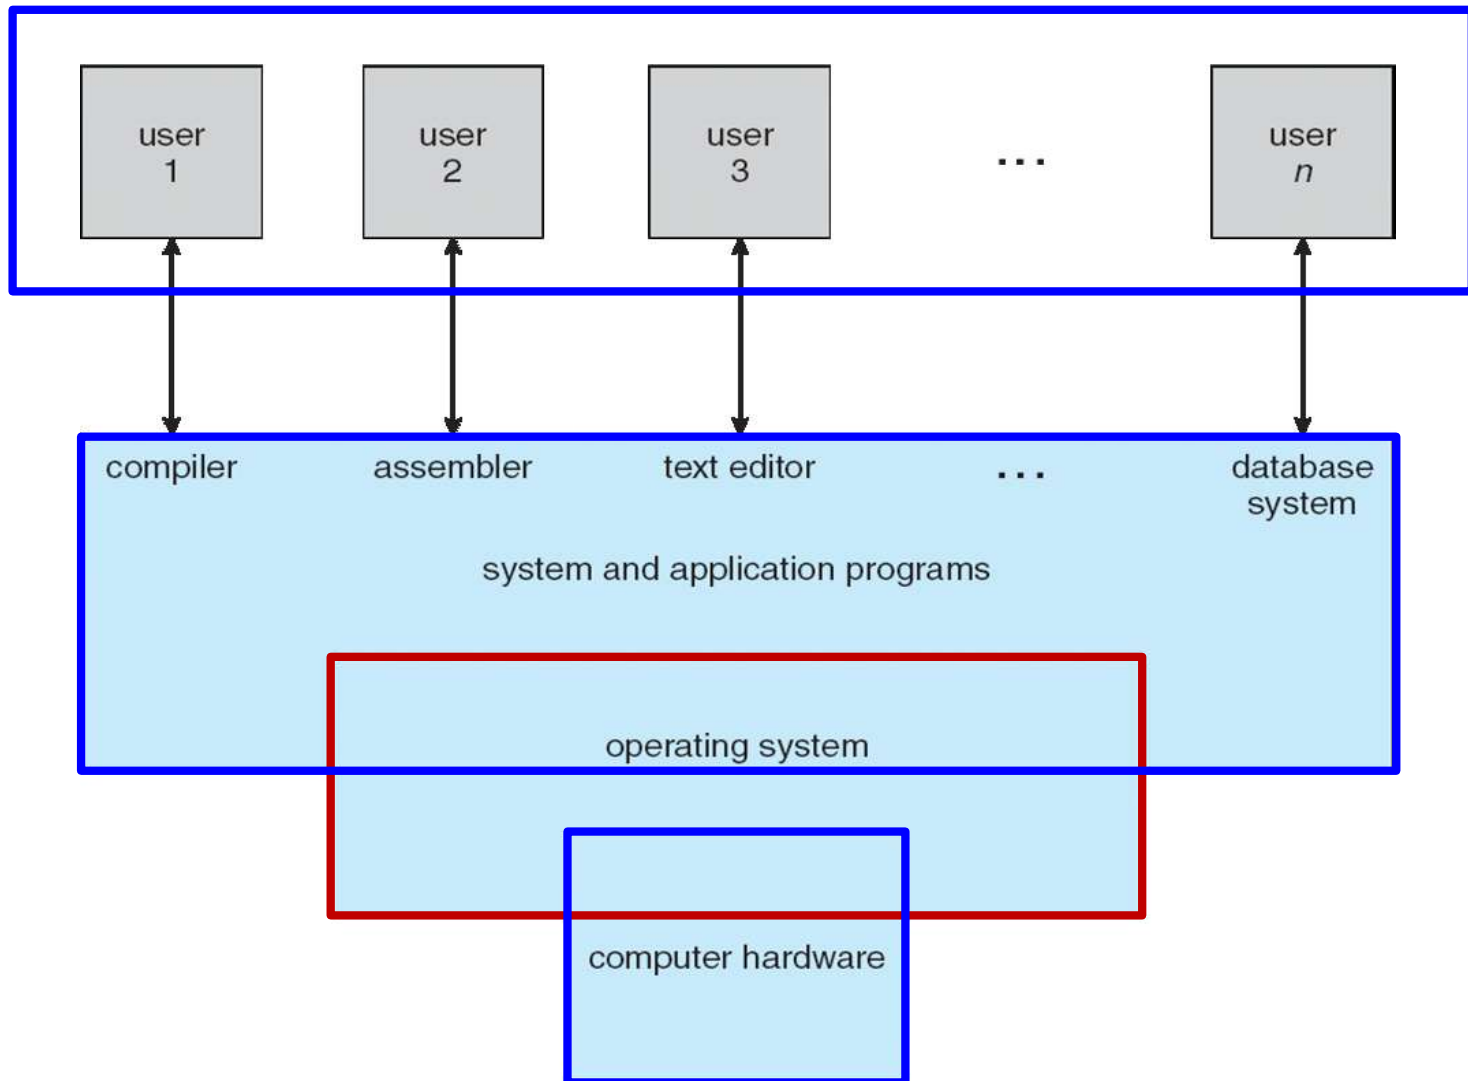 user
1
user
2
user
3
...
user
n
compiler
assembler
text editor
...
database
system
system and application programs
operating system
computer hardware